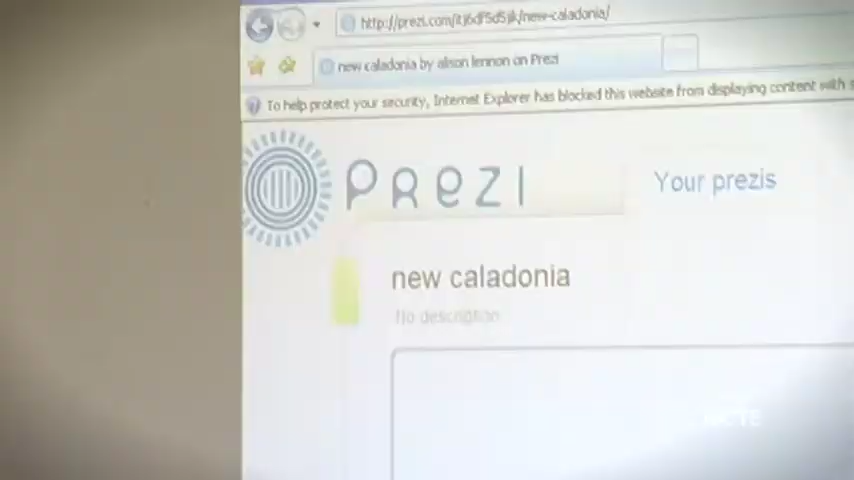 http://prezi.com/itj6df5d5jk/new-caladonia/
new caladonia by alison lennon on Prezi
To help protect your security, Internet Explorer has blocked this website from displaying content with s
PREZI
Your prezis
new caladonia
No description